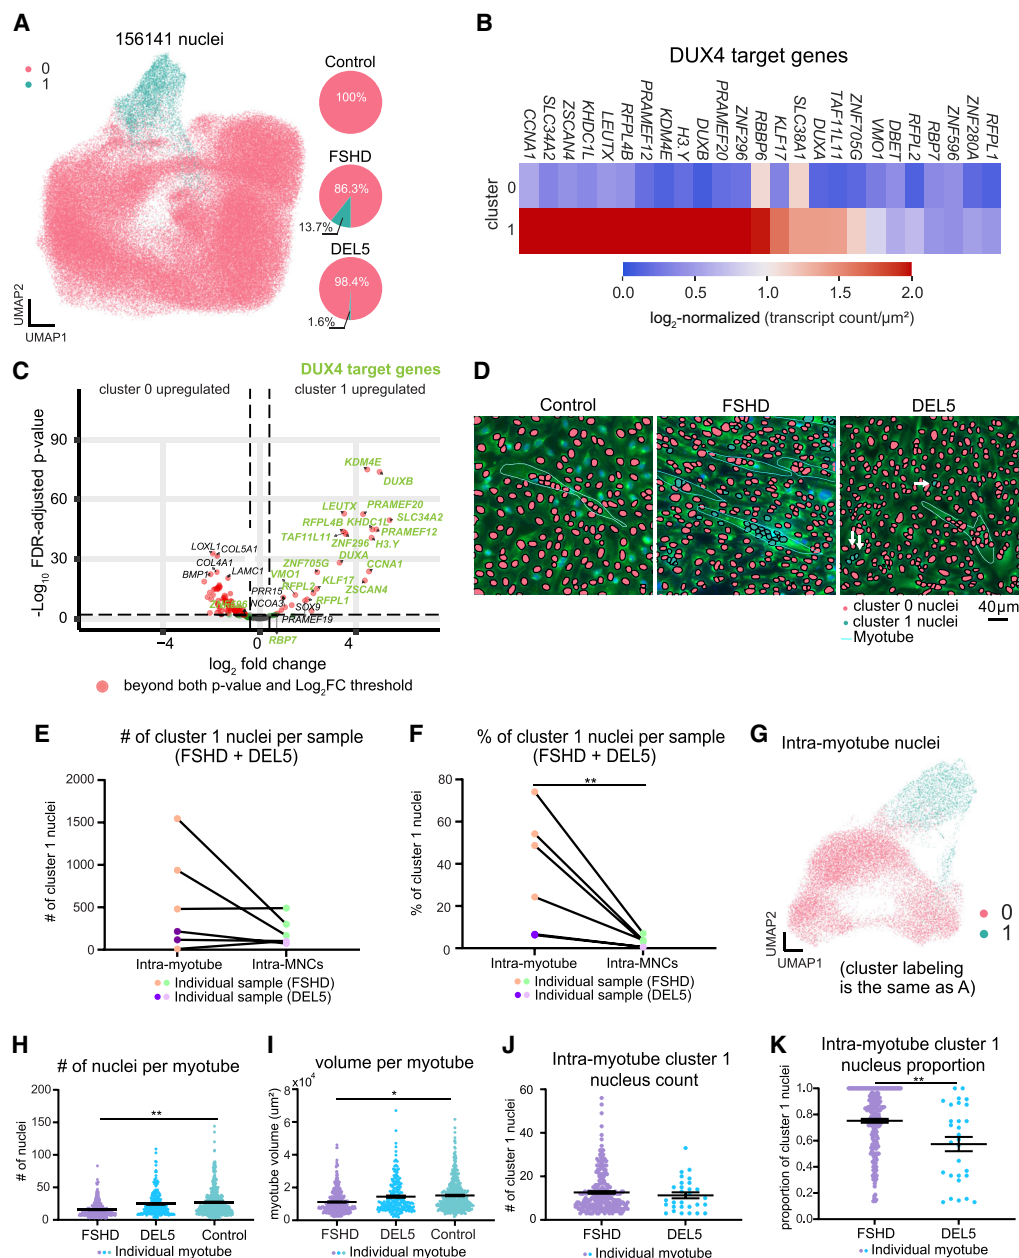 A
156141 nuclei
0
1
Control
100%
FSHD
86.3%
13.7%
DEL5
98.4%
1.6%
UMAP2
UMAP1
B
DUX4 target genes
CCNA1
SLC34A2
ZSCAN4
KHDC1L
LEUTX
RFPL4B
PRAMEF12
KDM4E
H3.Y
DUXB
PRAMEF20
ZNF296
RBBP6
KLF17
SLC38A1
DUXA
TAF11L11
ZNF705G
VMO1
DBET
RFPL2
RBP7
ZNF596
ZNF280A
RFPL1
cluster
0
1
0.0 0.5 1.0 1.5 2.0
log2-normalized (transcript count/µm²)
C
DUX4 target genes
cluster 0 upregulated
cluster 1 upregulated
-Log10 FDR-adjusted p-value
90
60
30
0
KDM4E
DUXB
LEUTX
PRAMEF20
SLC34A2
RFPL4B
KHDC1L
PRAMEF12
TAF11L11
ZNF296
H3.Y
DUXA
LOXL1
COL5A1
COL4A1
LAMC1
BMP1
ZNF705G
CCNA1
VMO1
KLF17
RFPL2
ZSCAN4
PRR15
RFPL1
NCOA3
SOX9
PRAMEF19
RBP7
−4 0 4
log2 fold change
beyond both p-value and Log2FC threshold
D
Control
FSHD
DEL5
cluster 0 nuclei
cluster 1 nuclei
Myotube
40µm
E
# of cluster 1 nuclei per sample
(FSHD + DEL5)
# of cluster 1 nuclei
2000
1500
1000
500
0
Intra-myotube Intra-MNCs
Individual sample (FSHD)
Individual sample (DEL5)
F
% of cluster 1 nuclei per sample
(FSHD + DEL5)
% of cluster 1 nuclei
80
60
40
20
0
**
Intra-myotube Intra-MNCs
Individual sample (FSHD)
Individual sample (DEL5)
G
Intra-myotube nuclei
0
1
UMAP2
UMAP1
(cluster labeling
is the same as A)
H
# of nuclei per myotube
# of nuclei
200
150
100
50
0
**
FSHD DEL5 Control
Individual myotube
I
volume per myotube
x10⁴
myotube volume (um²)
8
6
4
2
0
*
FSHD DEL5 Control
Individual myotube
J
Intra-myotube cluster 1
nucleus count
# of cluster 1 nuclei
60
40
20
0
FSHD DEL5
Individual myotube
K
Intra-myotube cluster 1
nucleus proportion
proportion of cluster 1 nuclei
1.0
0.8
0.6
0.4
0.2
0.0
**
FSHD DEL5
Individual myotube